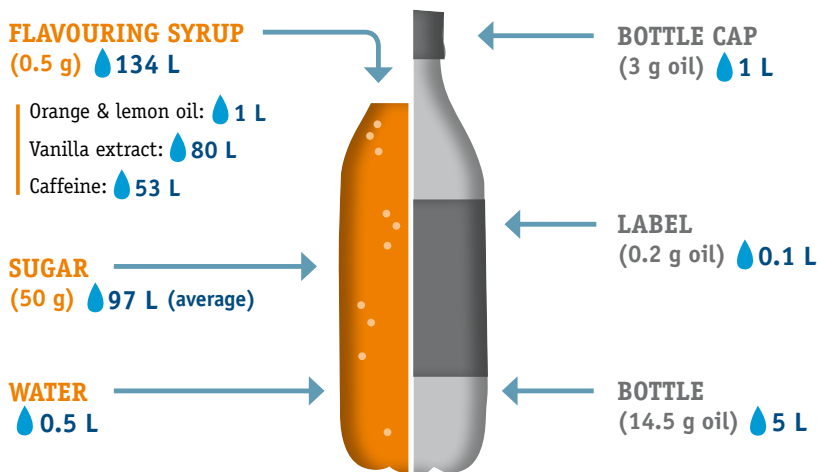 FLAVOURING SYRUP
(0.5 g) 134 L
Orange & lemon oil: 1 L
Vanilla extract: 80 L
Caffeine: 53 L
SUGAR
(50 g) 97 L (average)
WATER
0.5 L
BOTTLE CAP
(3 g oil) 1 L
LABEL
(0.2 g oil) 0.1 L
BOTTLE
(14.5 g oil) 5 L